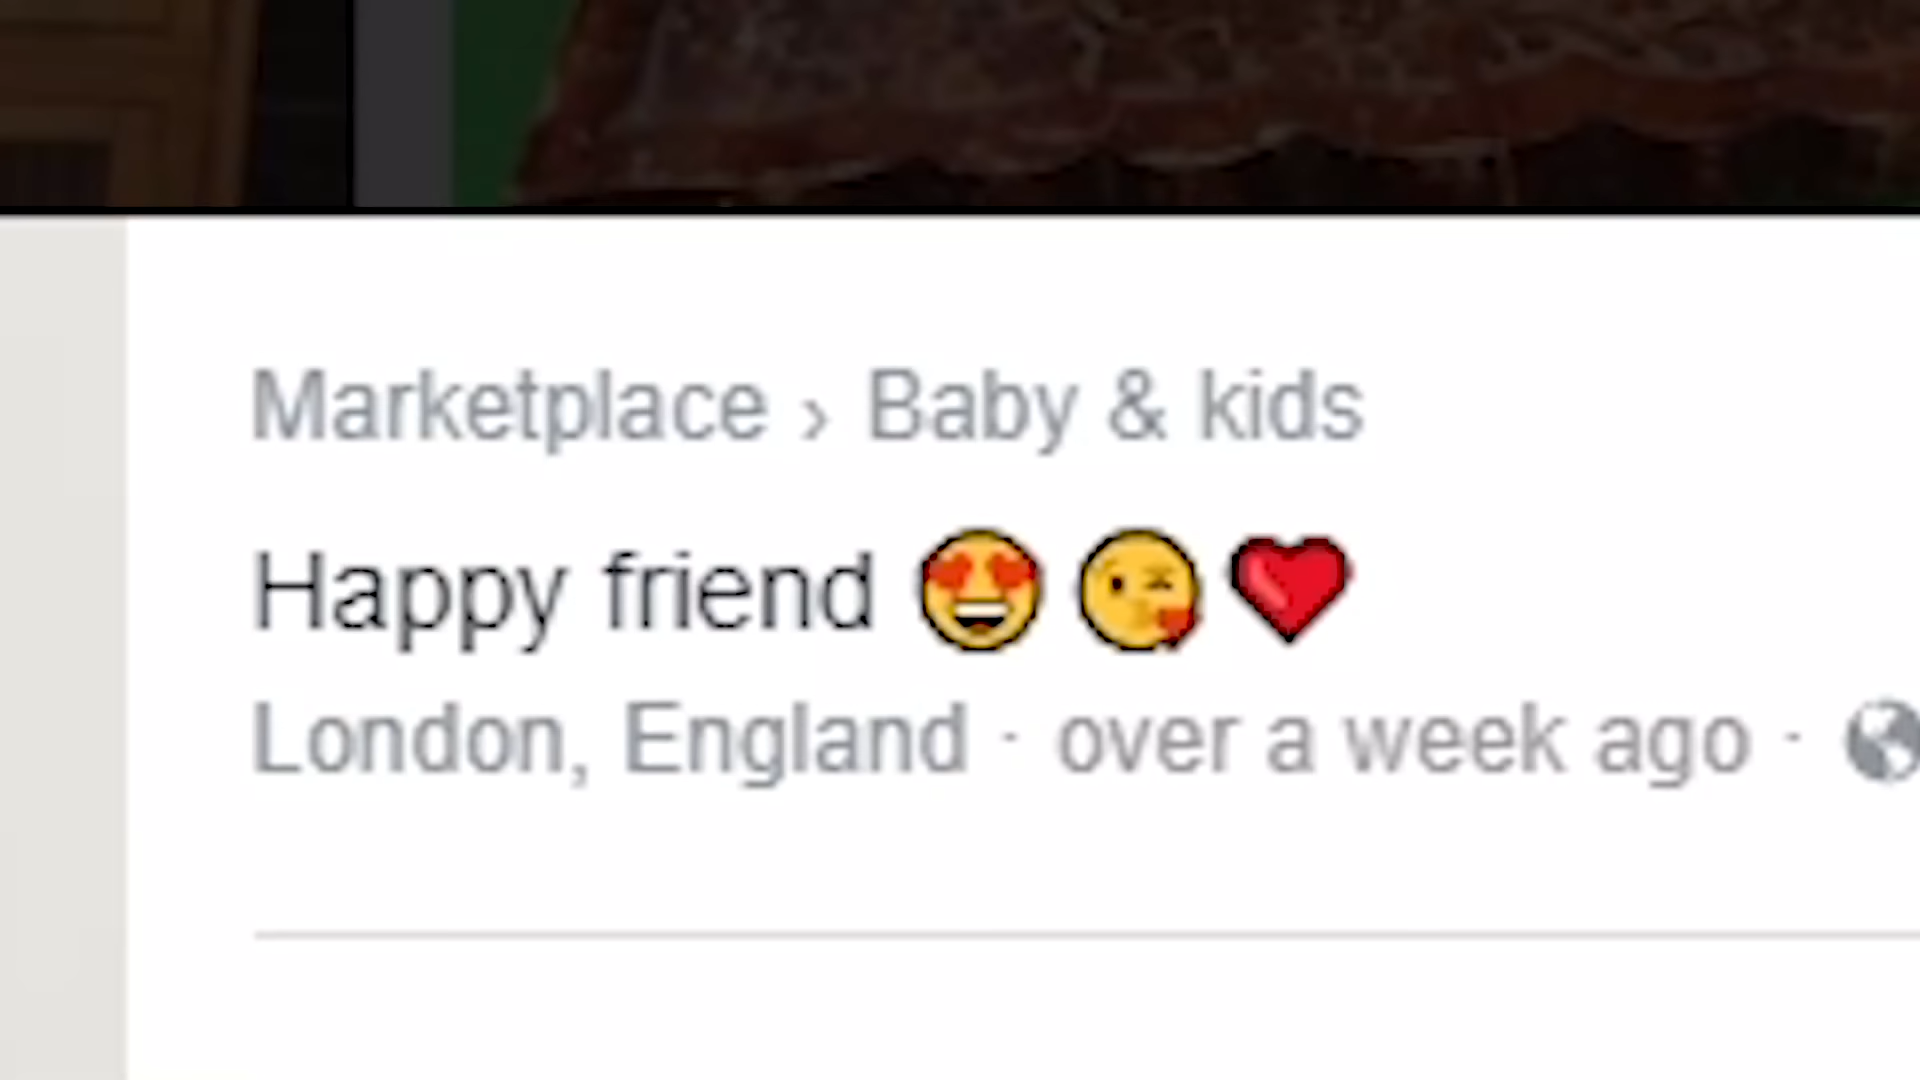 Marketplace › Baby & kids
Happy friend 😍 😘 ❤️
London, England · over a week ago ·